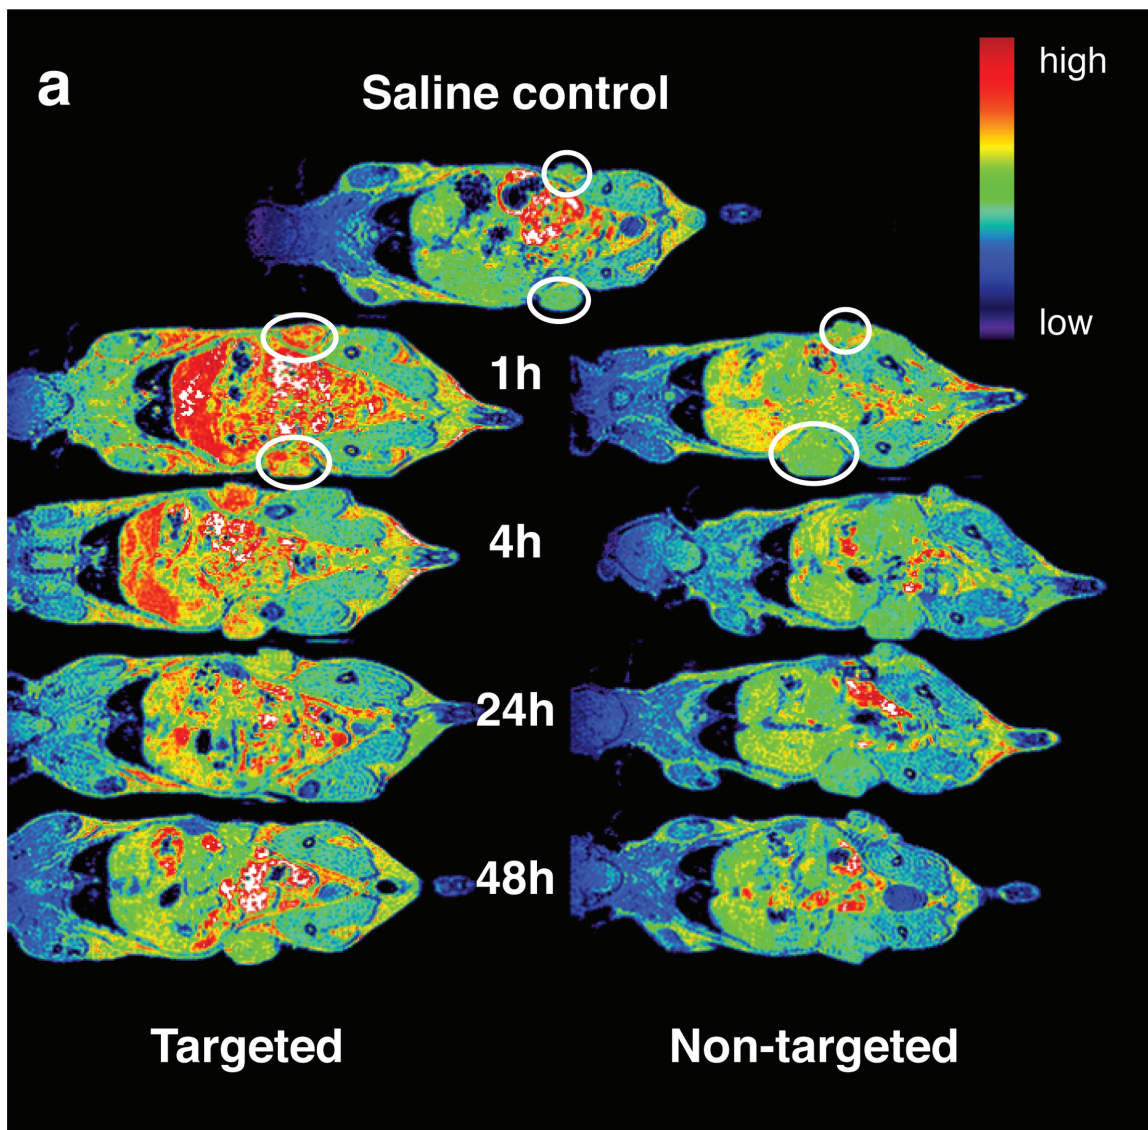 a
Saline control
high
low
1h
4h
24h
48h
Targeted
Non-targeted